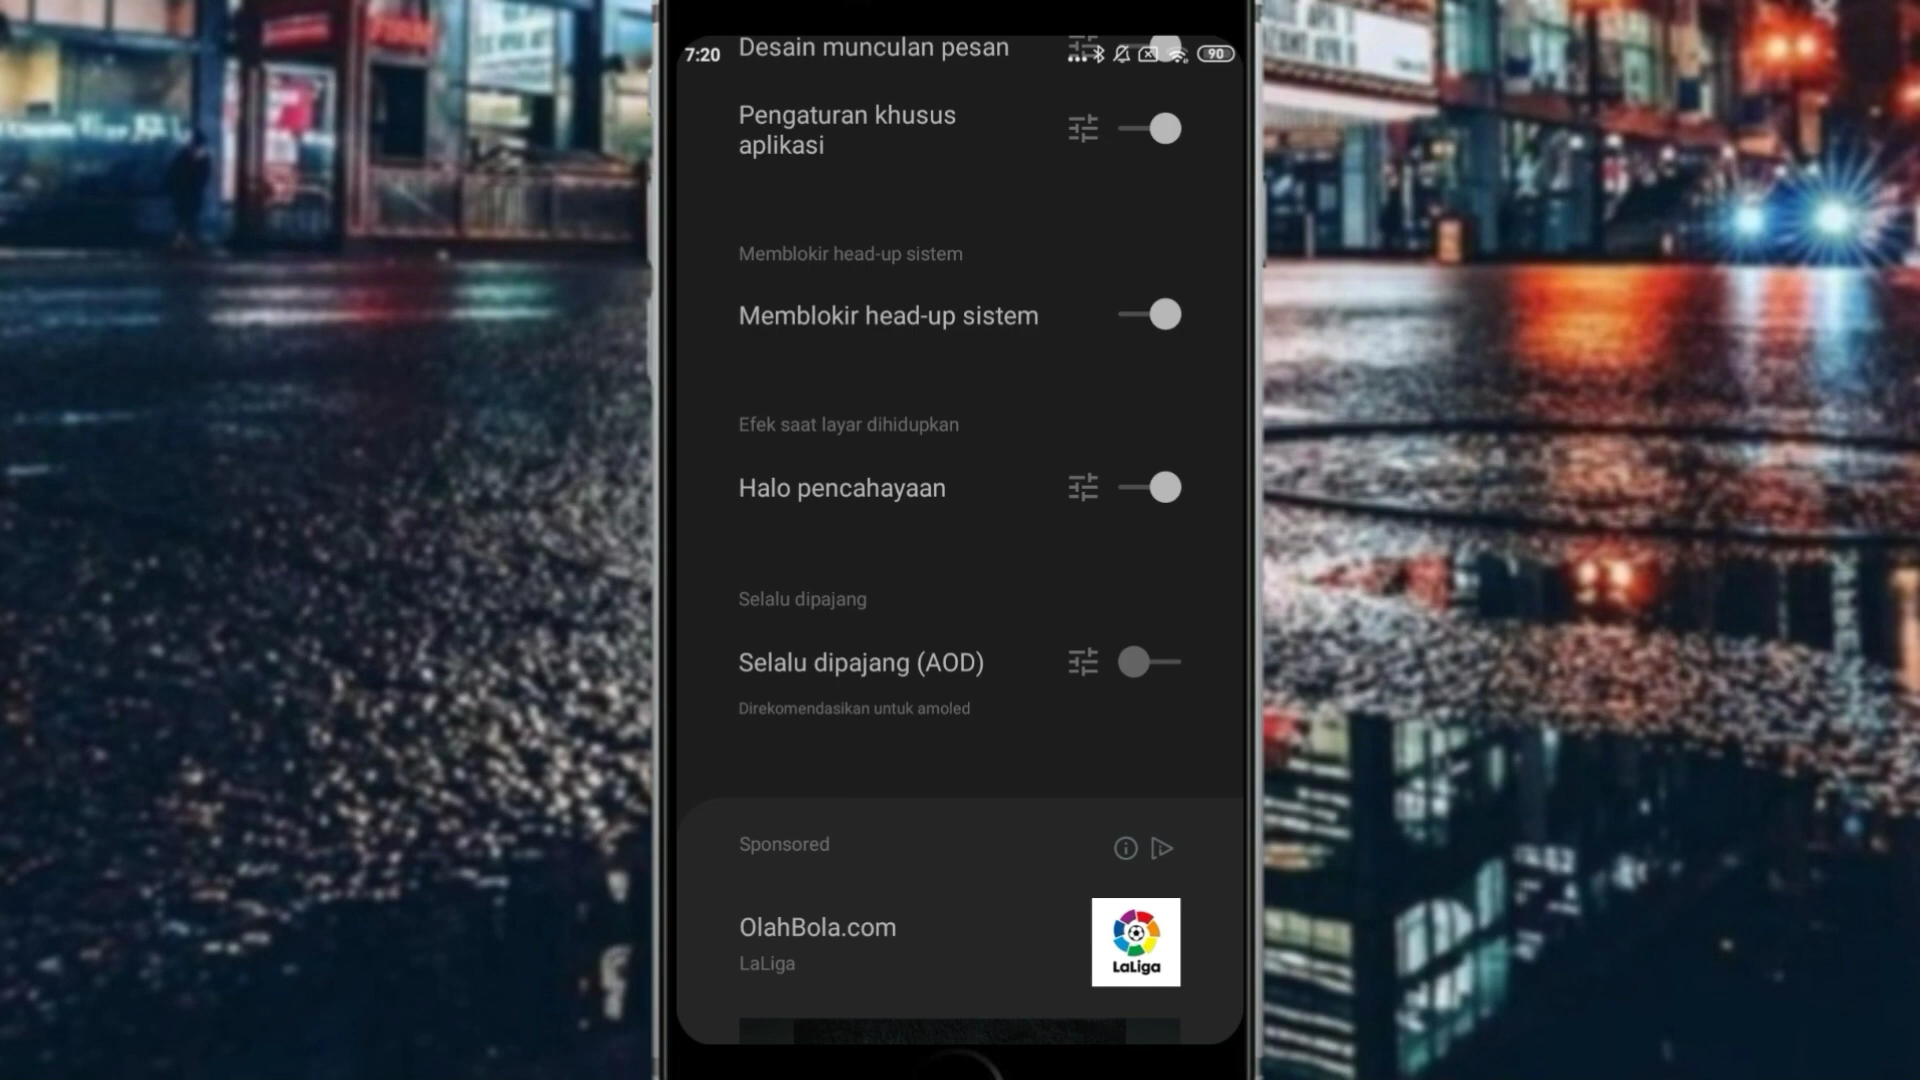 7:20
Desain munculan pesan
90
Pengaturan khusus
aplikasi
Memblokir head-up sistem
Memblokir head-up sistem
Efek saat layar dihidupkan
Halo pencahayaan
Selalu dipajang
Selalu dipajang (AOD)
Direkomendasikan untuk amoled
Sponsored
OlahBola.com
LaLiga
LaLiga